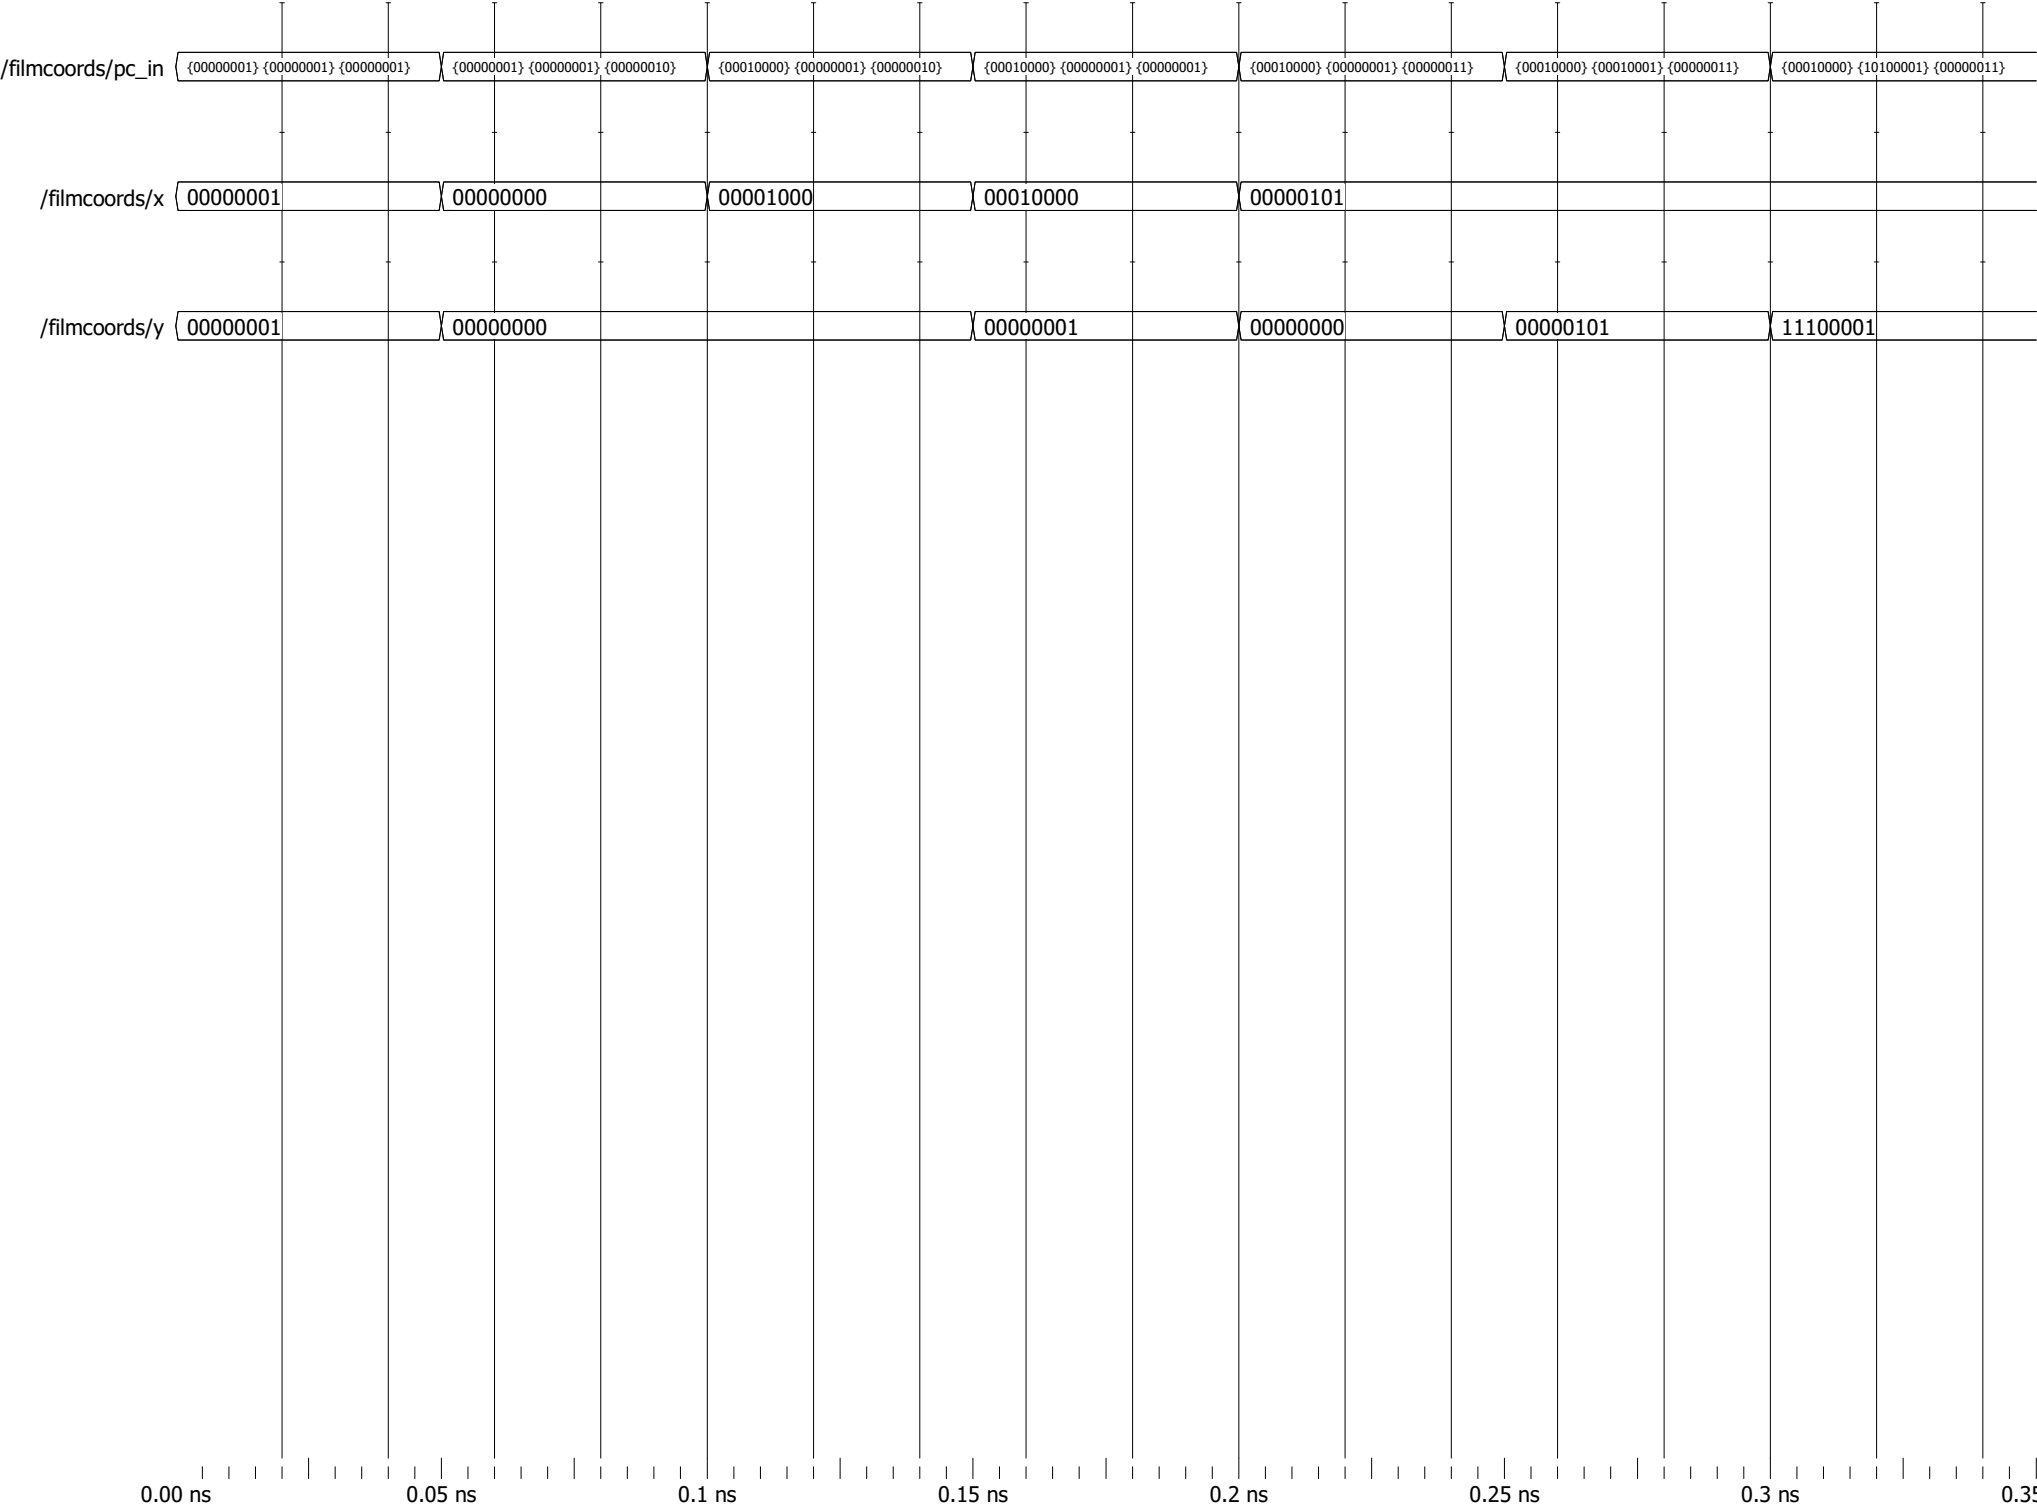 /filmcoords/pc_in {00000001} {00000001} {00000001} {00000001} {00000001} {00000010} {00010000} {00000001} {00000010} {00010000} {00000001} {00000001} {00010000} {00000001} {00000011} {00010000} {00010001} {00000011} {00010000} {10100001} {00000011}
/filmcoords/x 00000001 00000000 00001000 00010000 00000101
/filmcoords/y 00000001 00000000 00000001 00000000 00000101 11100001
0.00 ns 0.05 ns 0.1 ns 0.15 ns 0.2 ns 0.25 ns 0.3 ns